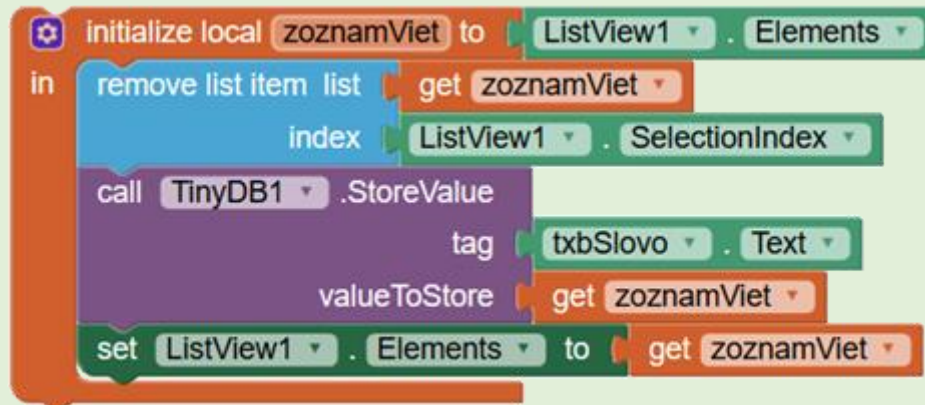 initialize local zoznamViet to ListView1 . Elements
in remove list item list get zoznamViet
index ListView1 . SelectionIndex
call TinyDB1 .StoreValue
tag txbSlovo . Text
valueToStore get zoznamViet
set ListView1 . Elements to get zoznamViet